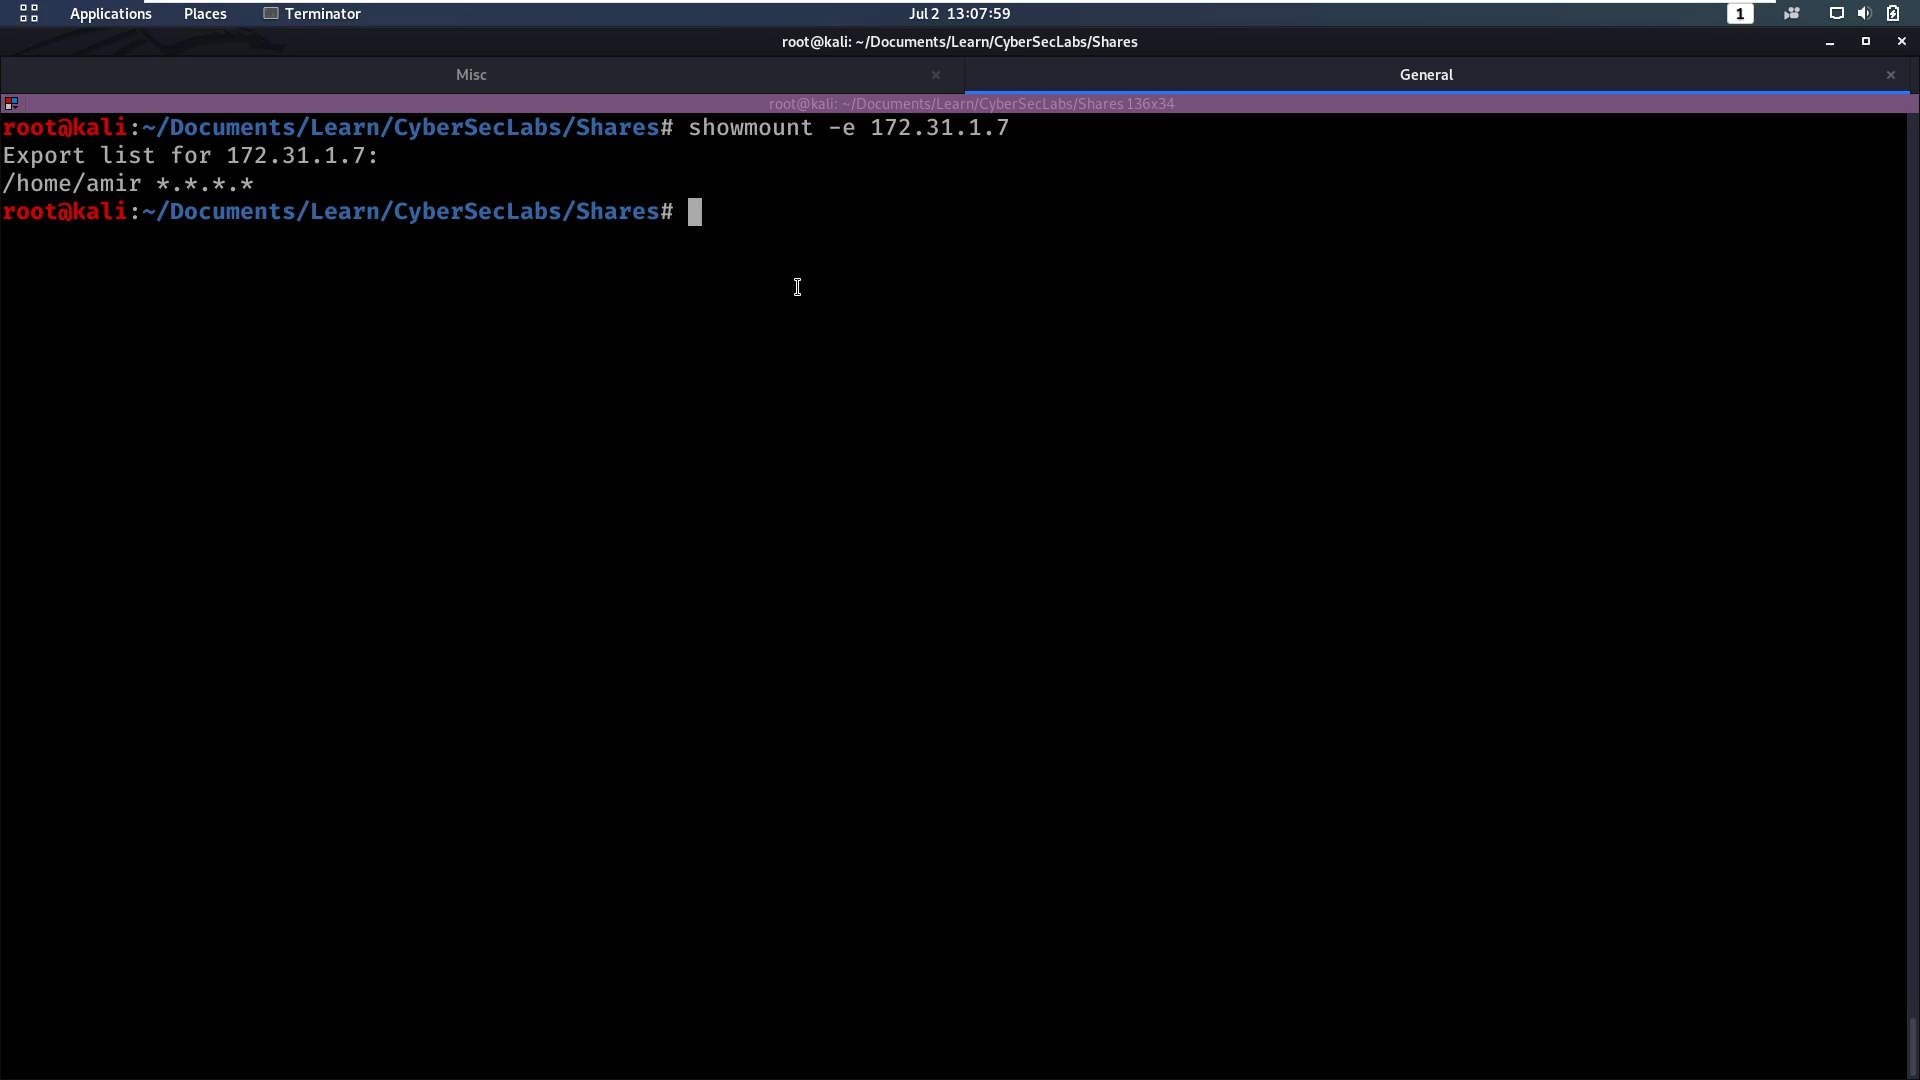 Applications Places Terminator Jul 2 13:07:59 1
root@kali: ~/Documents/Learn/CyberSecLabs/Shares
Misc × General ×
root@kali: ~/Documents/Learn/CyberSecLabs/Shares 136x34
root@kali:~/Documents/Learn/CyberSecLabs/Shares# showmount -e 172.31.1.7
Export list for 172.31.1.7:
/home/amir *.*.*.*
root@kali:~/Documents/Learn/CyberSecLabs/Shares#